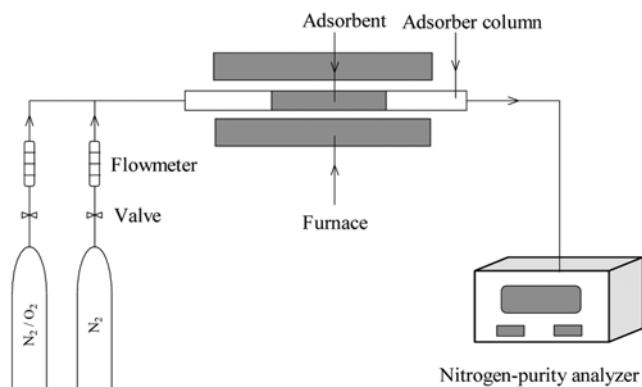 Adsorbent
Adsorber column
Flowmeter
Valve
Furnace
N₂ / O₂
N₂
Nitrogen-purity analyzer